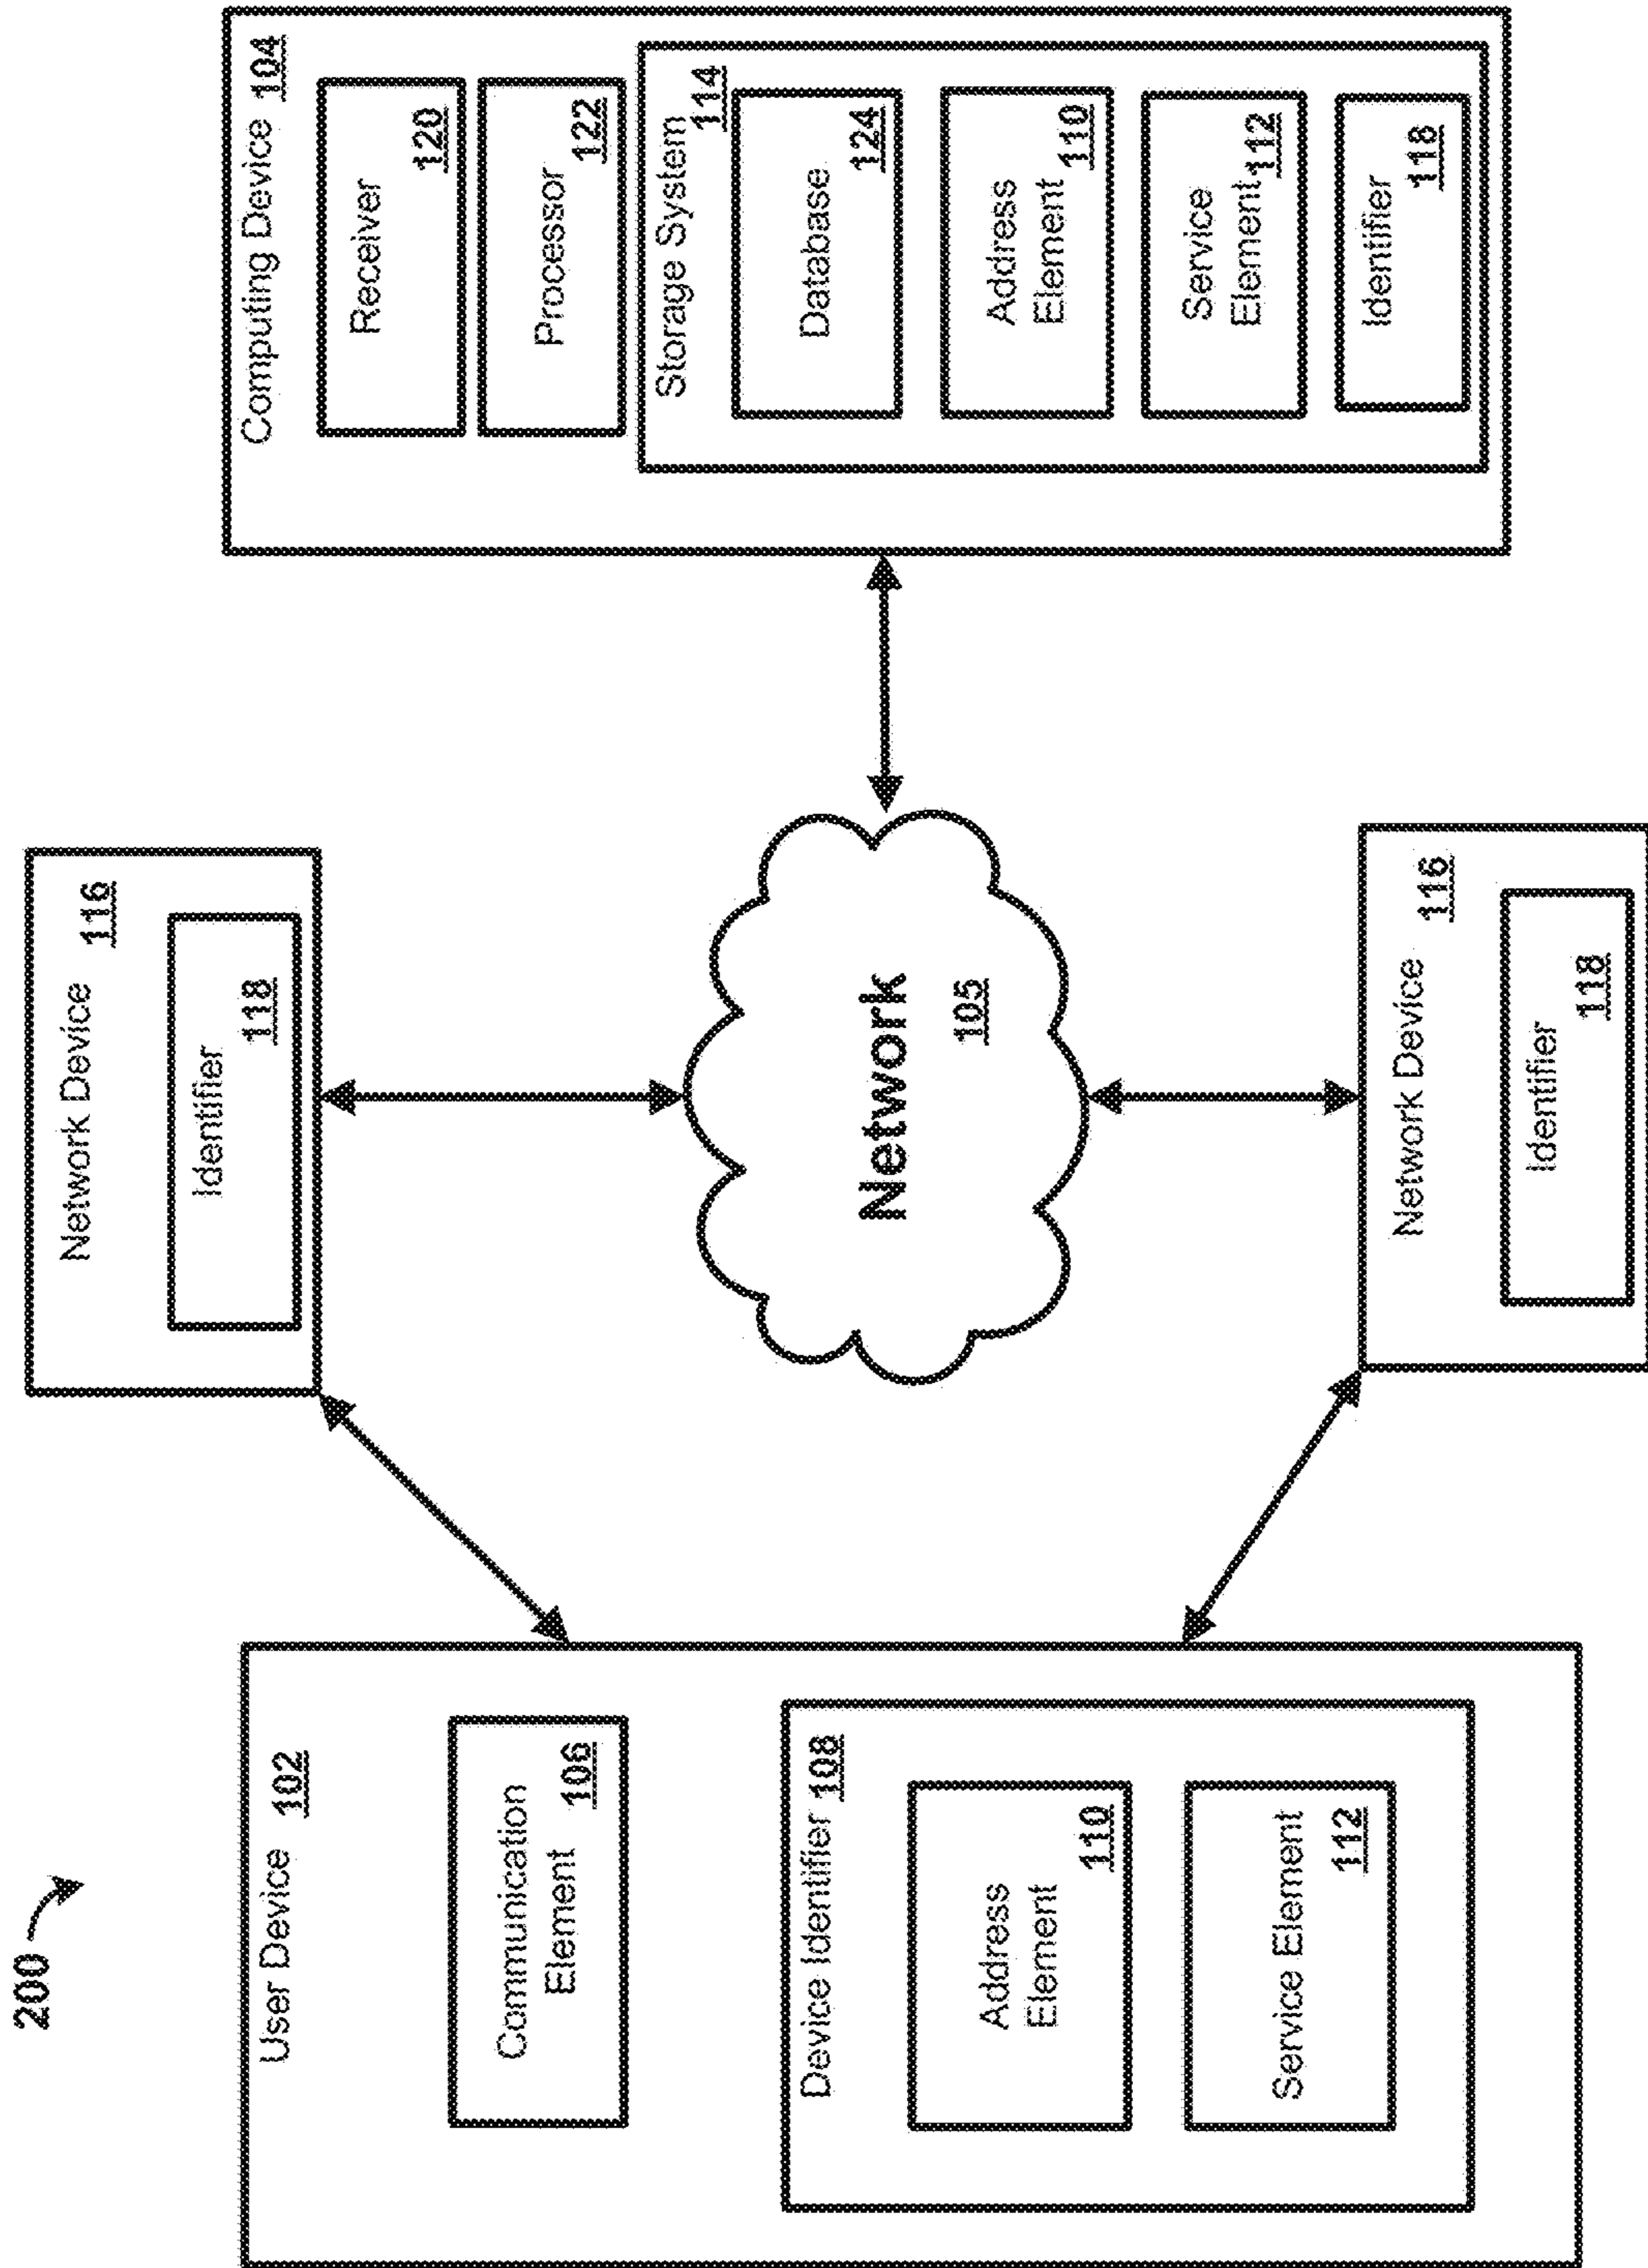 200
User Device 102
Communication
Element
106
Device Identifier 108
Address
Element
110
Service Element
112
Network Device
116
Identifier
118
Network
105
Network Device
116
Identifier
118
Computing Device 104
Receiver
120
Processor
122
Storage System
114
Database
124
Address
Element
110
Service
Element
112
Identifier
118